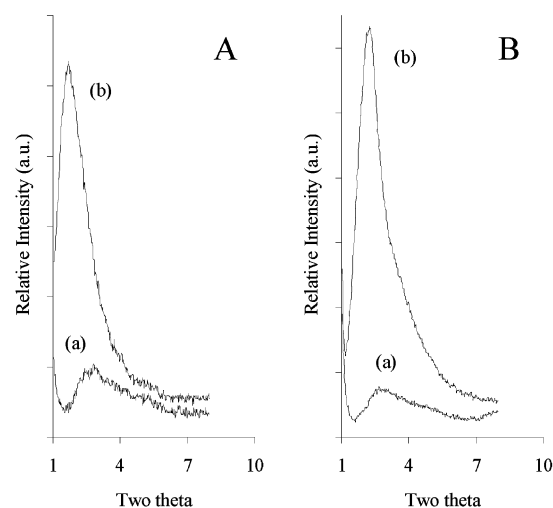 A
(b)
(a)
Relative Intensity (a.u.)
1 4 7 10
Two theta
B
(b)
(a)
Relative Intensity (a.u.)
1 4 7 10
Two theta